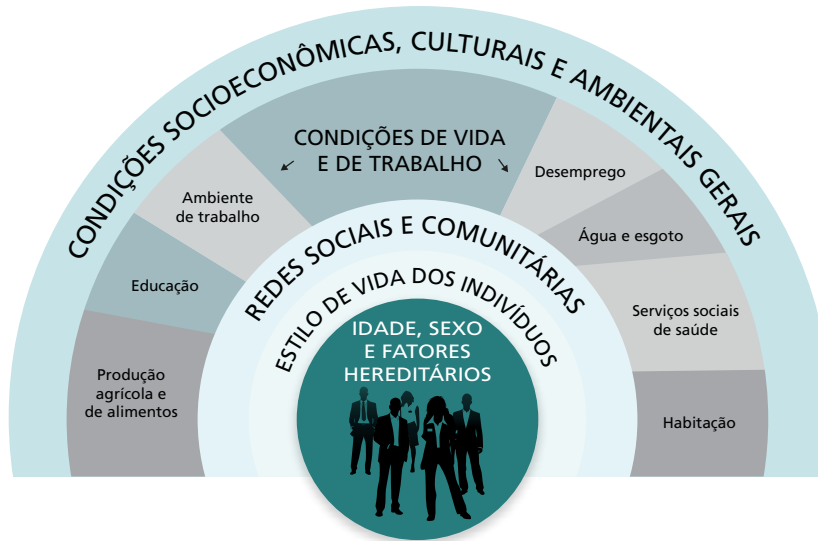 CONDIÇÕES SOCIOECONÔMICAS, CULTURAIS E AMBIENTAIS GERAIS
CONDIÇÕES DE VIDA
E DE TRABALHO
Produção
agrícola e
de alimentos
Educação
Ambiente
de trabalho
Desemprego
Água e esgoto
Serviços sociais
de saúde
Habitação
REDES SOCIAIS E COMUNITÁRIAS
ESTILO DE VIDA DOS INDIVÍDUOS
IDADE, SEXO
E FATORES
HEREDITÁRIOS